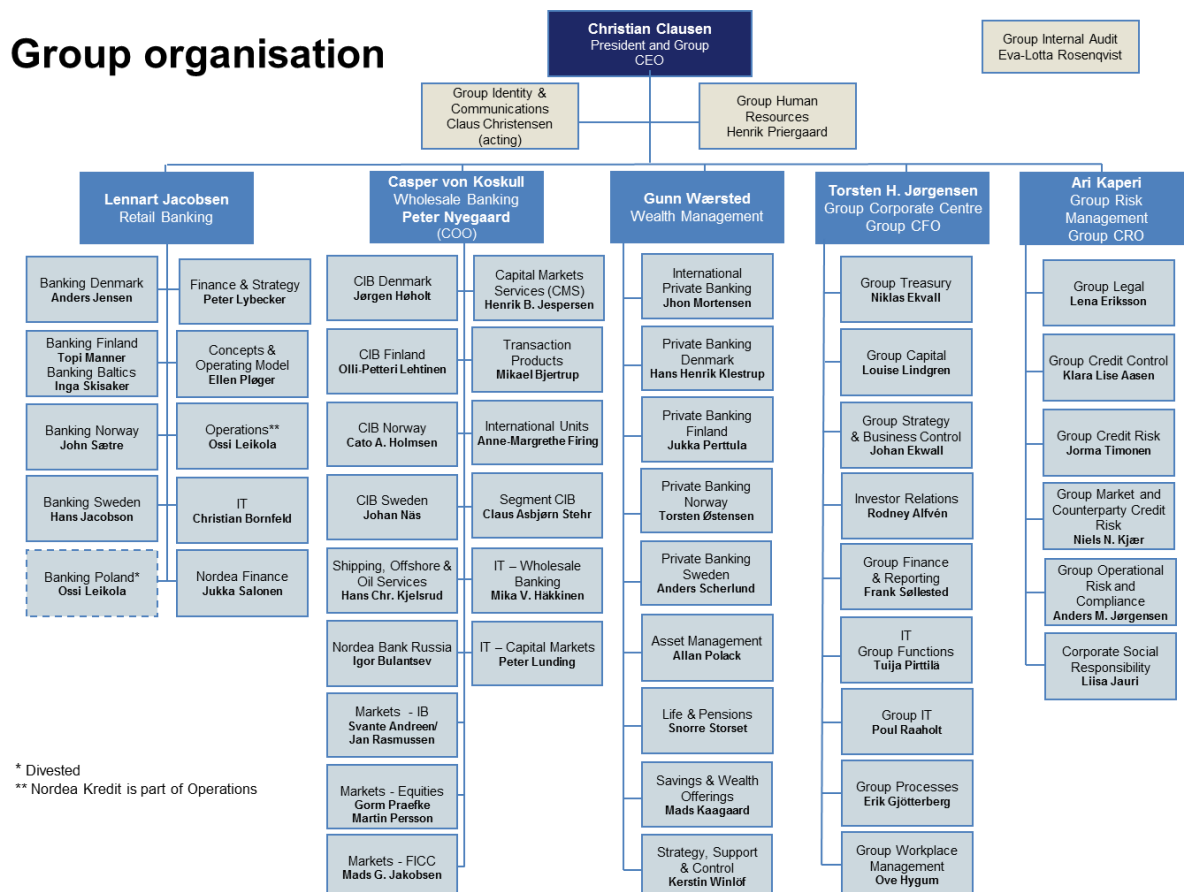 Group organisation
Christian Clausen
President and Group
CEO
Group Internal Audit
Eva-Lotta Rosenqvist
Group Identity &
Communications
Claus Christensen
(acting)
Group Human
Resources
Henrik Priergaard
Lennart Jacobsen
Retail Banking
Casper von Koskull
Wholesale Banking
Peter Nyegaard
(COO)
Gunn Wærsted
Wealth Management
Torsten H. Jørgensen
Group Corporate Centre
Group CFO
Ari Kaperi
Group Risk
Management
Group CRO
Banking Denmark
Anders Jensen
Finance & Strategy
Peter Lybecker
Banking Finland
Topi Manner
Banking Baltics
Inga Skisaker
Concepts &
Operating Model
Ellen Pløger
Banking Norway
John Sætre
Operations**
Ossi Leikola
Banking Sweden
Hans Jacobson
IT
Christian Bornfeld
Banking Poland*
Ossi Leikola
Nordea Finance
Jukka Salonen
CIB Denmark
Jørgen Høholt
Capital Markets
Services (CMS)
Henrik B. Jespersen
CIB Finland
Olli-Petteri Lehtinen
Transaction
Products
Mikael Bjertrup
CIB Norway
Cato A. Holmsen
International Units
Anne-Margrethe Firing
CIB Sweden
Johan Näs
Segment CIB
Claus Asbjørn Stehr
Shipping, Offshore &
Oil Services
Hans Chr. Kjelsrud
IT – Wholesale
Banking
Mika V. Häkkinen
Nordea Bank Russia
Igor Bulantsev
IT – Capital Markets
Peter Lunding
Markets - IB
Svante Andreen/
Jan Rasmussen
Markets - Equities
Gorm Praefke
Martin Persson
Markets - FICC
Mads G. Jakobsen
International
Private Banking
Jhon Mortensen
Private Banking
Denmark
Hans Henrik Klestrup
Private Banking
Finland
Jukka Perttula
Private Banking
Norway
Torsten Østensen
Private Banking
Sweden
Anders Scherlund
Asset Management
Allan Polack
Life & Pensions
Snorre Storset
Savings & Wealth
Offerings
Mads Kaagaard
Strategy, Support
& Control
Kerstin Winlöf
Group Treasury
Niklas Ekvall
Group Capital
Louise Lindgren
Group Strategy
& Business Control
Johan Ekwall
Investor Relations
Rodney Alfvén
Group Finance
& Reporting
Frank Søllested
IT
Group Functions
Tuija Pirttilä
Group IT
Poul Raaholt
Group Processes
Erik Gjötterberg
Group Workplace
Management
Ove Hygum
Group Legal
Lena Eriksson
Group Credit Control
Klara Lise Aasen
Group Credit Risk
Jorma Timonen
Group Market and
Counterparty Credit
Risk
Niels N. Kjær
Group Operational
Risk and
Compliance
Anders M. Jørgensen
Corporate Social
Responsibility
Liisa Jauri
* Divested
** Nordea Kredit is part of Operations